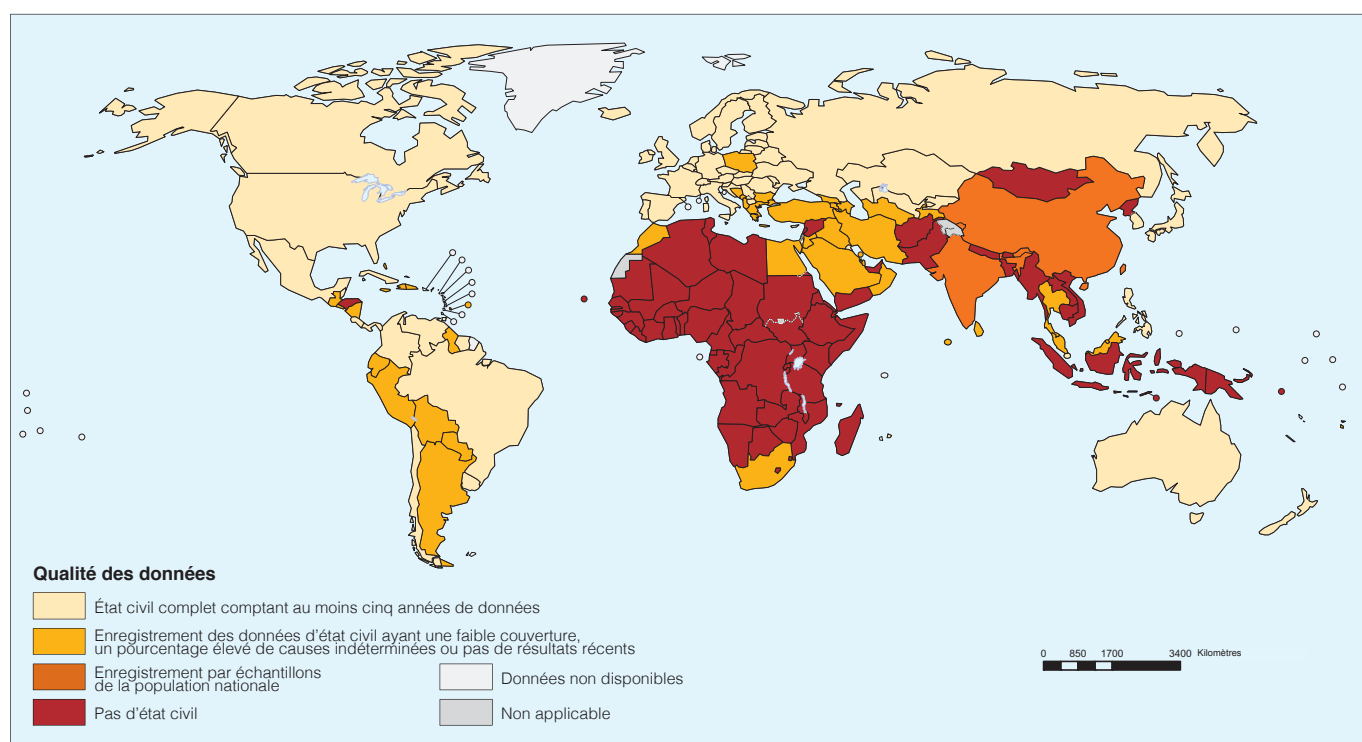 Qualité des données
État civil complet comptant au moins cinq années de données
Enregistrement des données d'état civil ayant une faible couverture,
un pourcentage élevé de causes indéterminées ou pas de résultats récents
Enregistrement par échantillons
de la population nationale
Pas d'état civil
Données non disponibles
Non applicable
0 850 1700 3400 Kilomètres